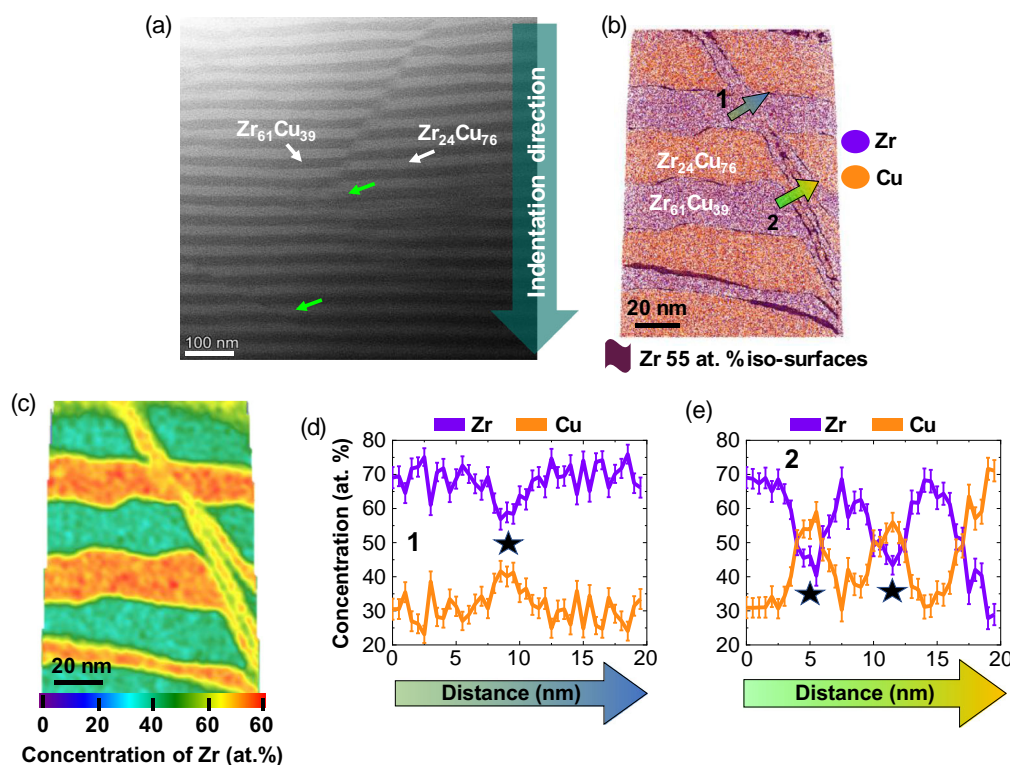 (a)
Zr61Cu39
Zr24Cu76
100 nm
Indentation direction
(b)
1
Zr24Cu76
Zr61Cu39
2
20 nm
Zr
Cu
Zr 55 at. % iso-surfaces
(c)
20 nm
0 20 40 60 60
Concentration of Zr (at.%)
(d)
Zr Cu
Concentration (at. %)
80
70
60
50
40
30
20
1
0 5 10 15 20
Distance (nm)
(e)
Zr Cu
80
70
60
50
40
30
20
2
0 5 10 15 20
Distance (nm)